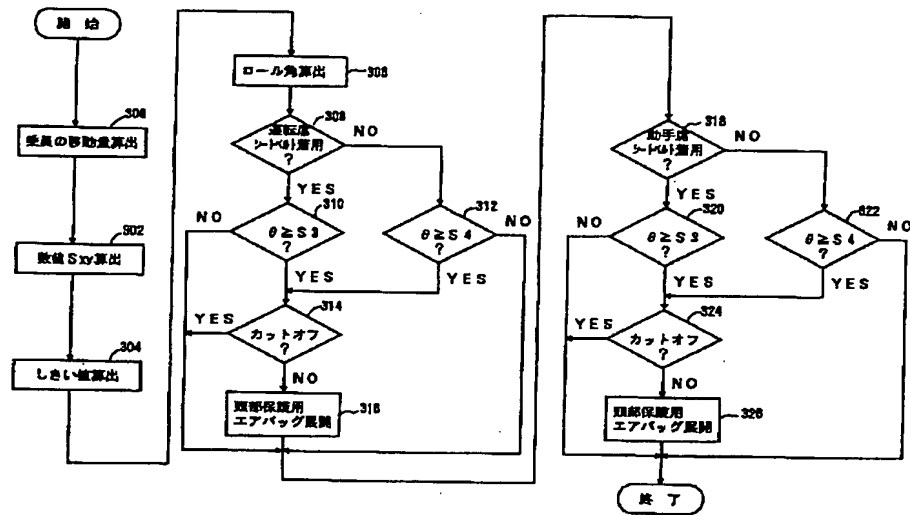 開始
306
乗員の移動量算出
302
数値Sxy算出
304
しきい値算出
ロール角算出
308
運転席
シートベルト着用
?
NO
YES
310
θ≧S3
?
NO
312
θ≧S4
?
NO
YES
YES
314
カットオフ
?
YES
NO
頭部保護用
エアバッグ展開
316
318
助手席
シートベルト着用
?
NO
YES
320
θ≧S3
?
NO
322
θ≧S4
?
NO
YES
YES
324
カットオフ
?
YES
NO
頭部保護用
エアバッグ展開
326
終了